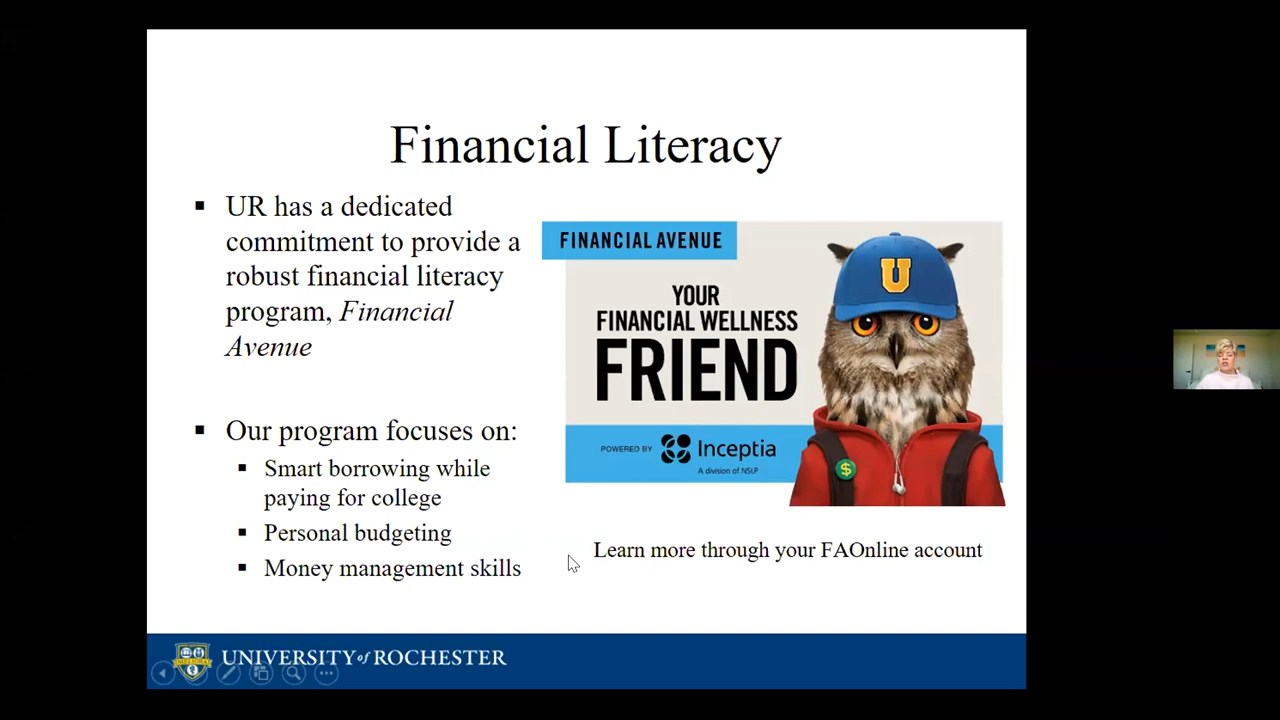 Financial Literacy
UR has a dedicated
commitment to provide a
robust financial literacy
program, Financial
Avenue
Our program focuses on:
Smart borrowing while
paying for college
Personal budgeting
Money management skills
FINANCIAL AVENUE
YOUR
FINANCIAL WELLNESS
FRIEND
POWERED BY Inceptia
A division of NSLP
U
$
Learn more through your FAOnline account
MELIORA
UNIVERSITY of ROCHESTER